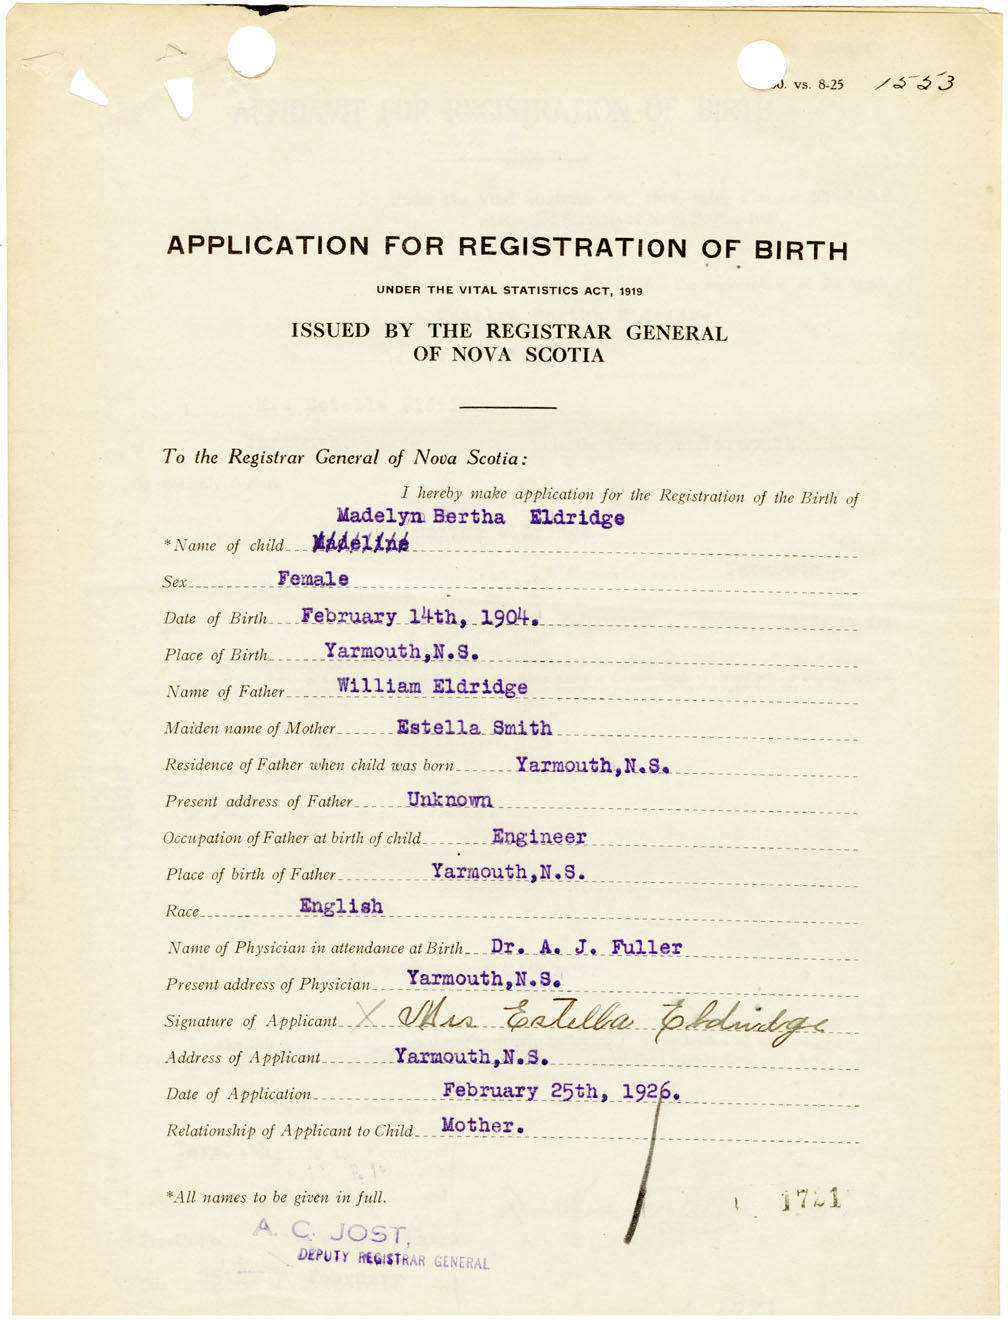 vs. 8-25 1553
APPLICATION FOR REGISTRATION OF BIRTH
UNDER THE VITAL STATISTICS ACT, 1919
ISSUED BY THE REGISTRAR GENERAL
OF NOVA SCOTIA
To the Registrar General of Nova Scotia:
I hereby make application for the Registration of the Birth of
Madelyn Bertha Eldridge
*Name of child Madeline
Sex Female
Date of Birth February 14th, 1904.
Place of Birth Yarmouth,N.S.
Name of Father William Eldridge
Maiden name of Mother Estella Smith
Residence of Father when child was born Yarmouth,N.S.
Present address of Father Unknown
Occupation of Father at birth of child Engineer
Place of birth of Father Yarmouth,N.S.
Race English
Name of Physician in attendance at Birth Dr. A. J. Fuller
Present address of Physician Yarmouth,N.S.
Signature of Applicant X Mrs Estella Eldridge
Address of Applicant Yarmouth,N.S.
Date of Application February 25th, 1926.
Relationship of Applicant to Child Mother.
*All names to be given in full.
1721
A. C. JOST,
DEPUTY REGISTRAR GENERAL